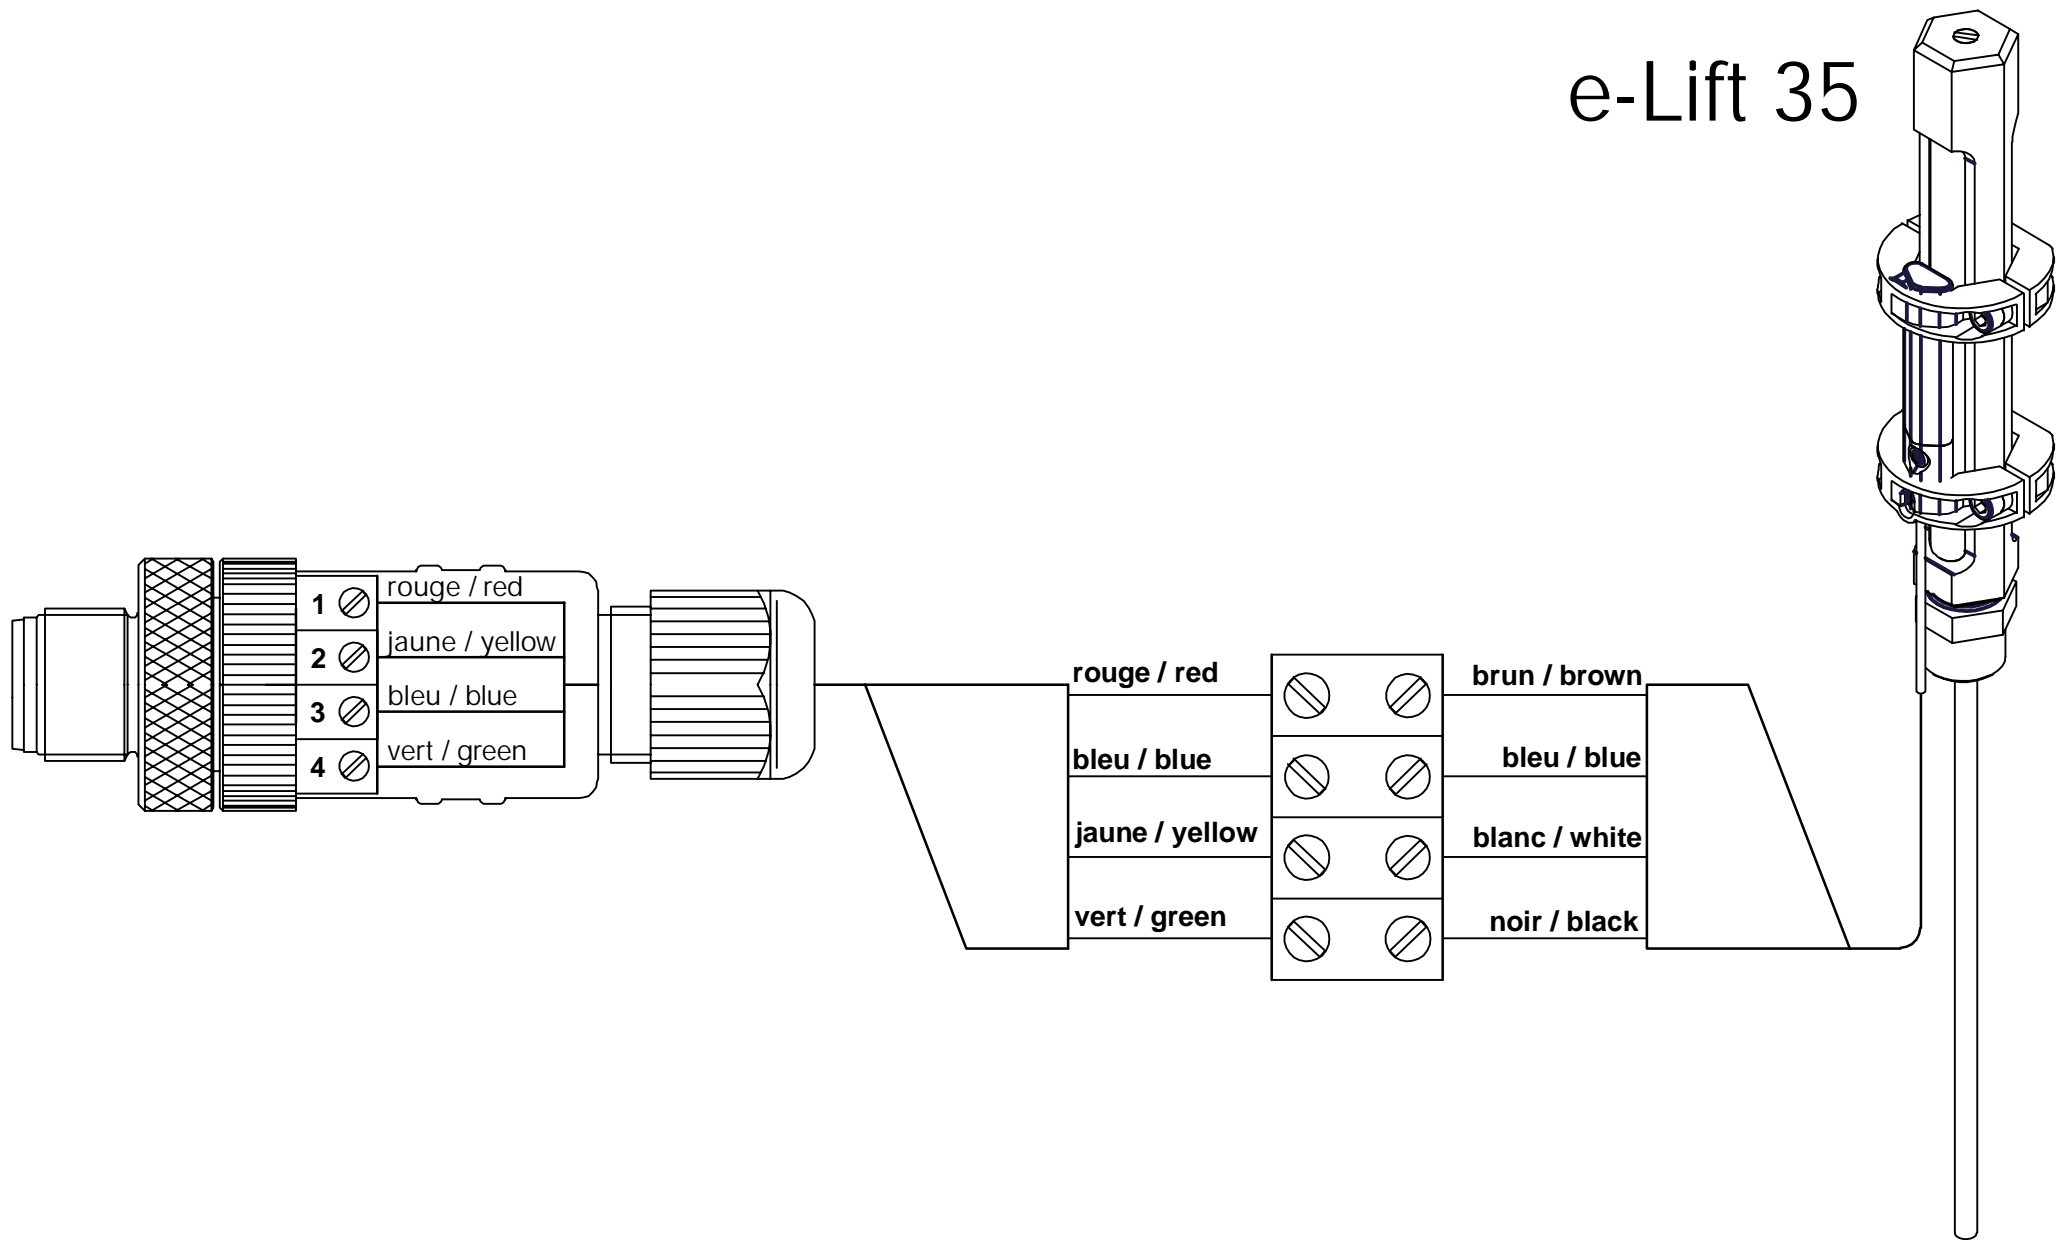 e-Lift 35
1 rouge / red
2 jaune / yellow
3 bleu / blue
4 vert / green
rouge / red brun / brown
bleu / blue bleu / blue
jaune / yellow blanc / white
vert / green noir / black